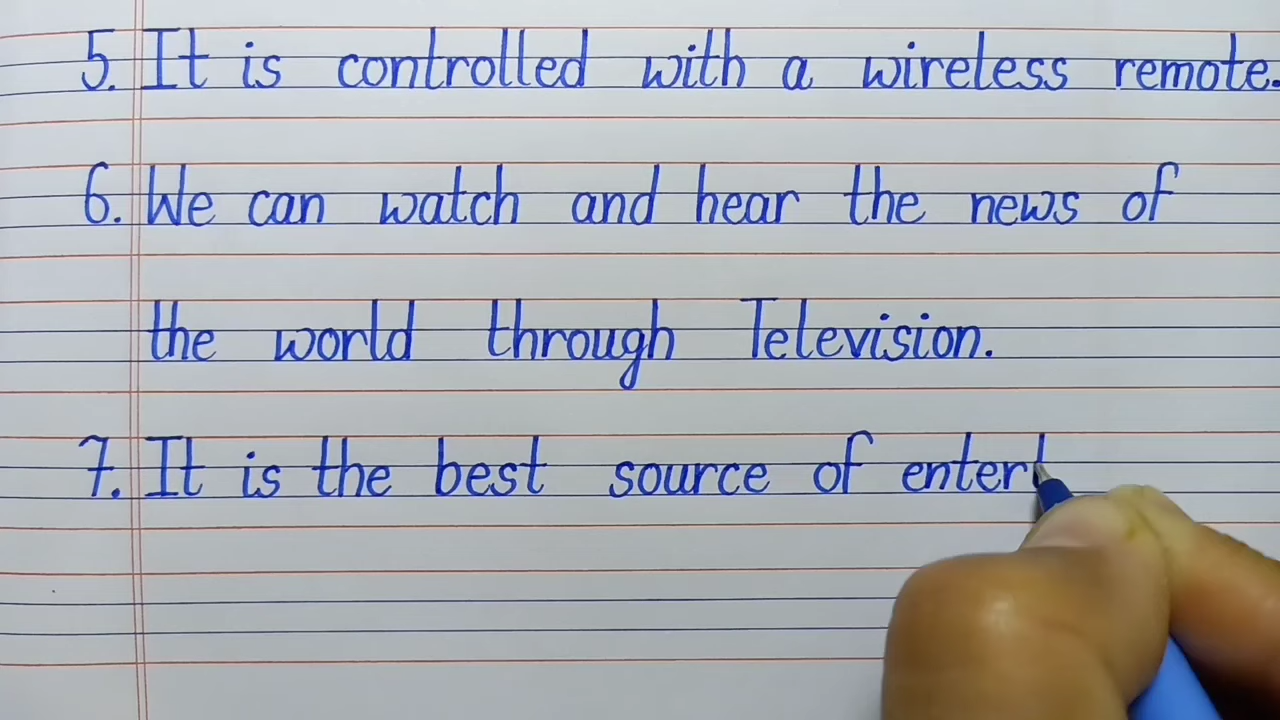 5. It is controlled with a wireless remote.
6. We can watch and hear the news of
the world through Television.
7. It is the best source of entert